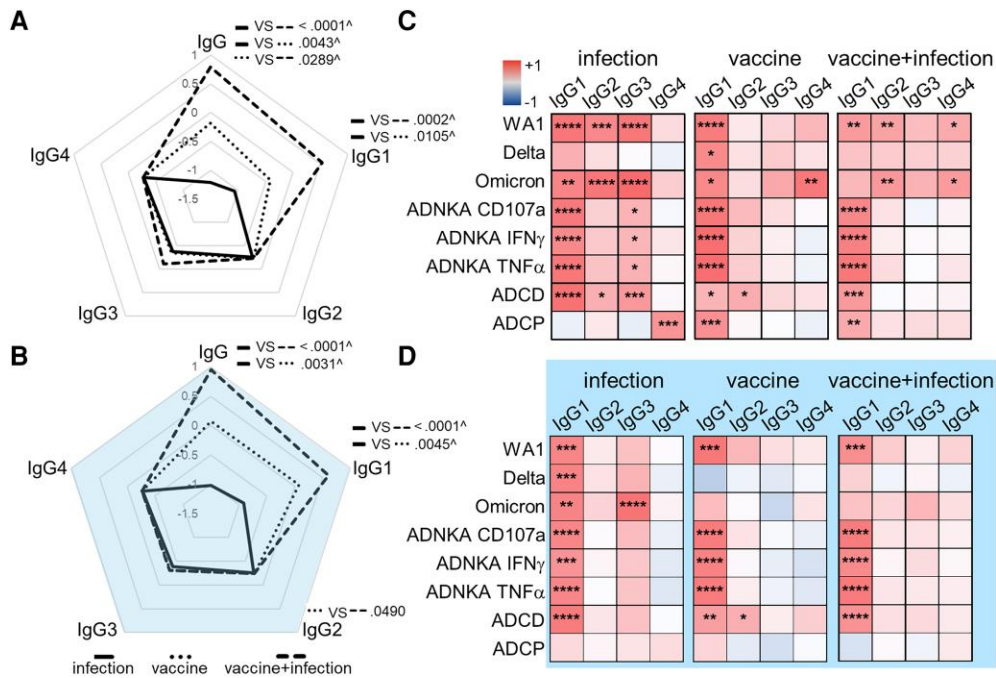 A
VS < .0001^
VS .0043^
VS .0289^
IgG
1
0.5
0
-0.5
-1
-1.5
VS .0002^
VS .0105^
IgG4
IgG1
IgG3
IgG2
B
VS < .0001^
VS .0031^
IgG
1
0.5
0
-0.5
-1
-1.5
VS < .0001^
VS .0045^
IgG4
IgG1
VS .0490
IgG3
IgG2
infection vaccine vaccine+infection
C
+1
-1
infection vaccine vaccine+infection
IgG1 IgG2 IgG3 IgG4 IgG1 IgG2 IgG3 IgG4 IgG1 IgG2 IgG3 IgG4
WA1 **** *** **** **** ** ** *
Delta *
Omicron ** **** **** * ** ** *
ADNKA CD107a **** * **** ****
ADNKA IFNγ **** * **** ****
ADNKA TNFα **** * **** ****
ADCD **** * *** * * ***
ADCP *** *** **
D
infection vaccine vaccine+infection
IgG1 IgG2 IgG3 IgG4 IgG1 IgG2 IgG3 IgG4 IgG1 IgG2 IgG3 IgG4
WA1 *** *** ***
Delta ***
Omicron ** ****
ADNKA CD107a **** **** ****
ADNKA IFNγ *** **** ****
ADNKA TNFα **** **** ****
ADCD **** ** * ****
ADCP